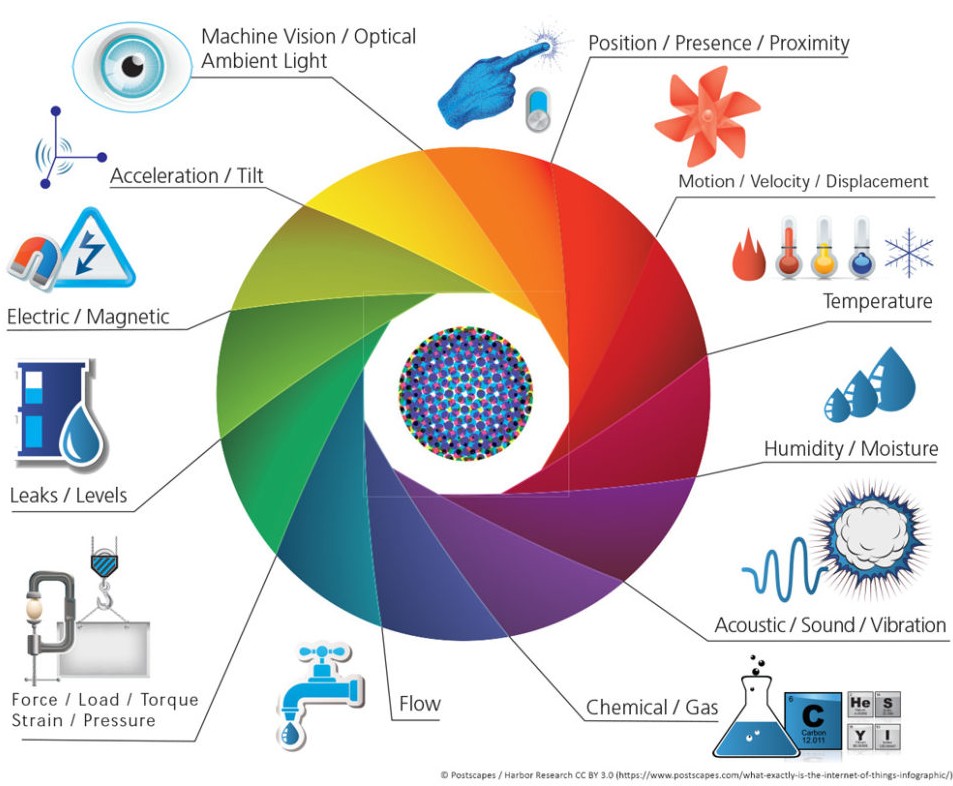 Machine Vision / Optical
Ambient Light
Position / Presence / Proximity
Acceleration / Tilt
Motion / Velocity / Displacement
Electric / Magnetic
Temperature
Leaks / Levels
Humidity / Moisture
Force / Load / Torque
Strain / Pressure
Acoustic / Sound / Vibration
Flow
Chemical / Gas
6
C
Carbon
12.011
He
S
Y
I
© Postscapes / Harbor Research CC BY 3.0 (https://www.postscapes.com/what-exactly-is-the-internet-of-things-infographic/)